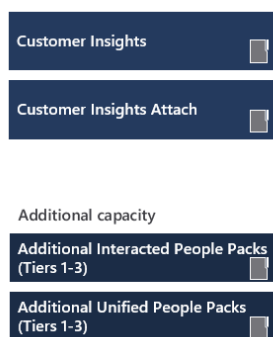 Customer Insights
Customer Insights Attach
Additional capacity
Additional Interacted People Packs
(Tiers 1-3)
Additional Unified People Packs
(Tiers 1-3)